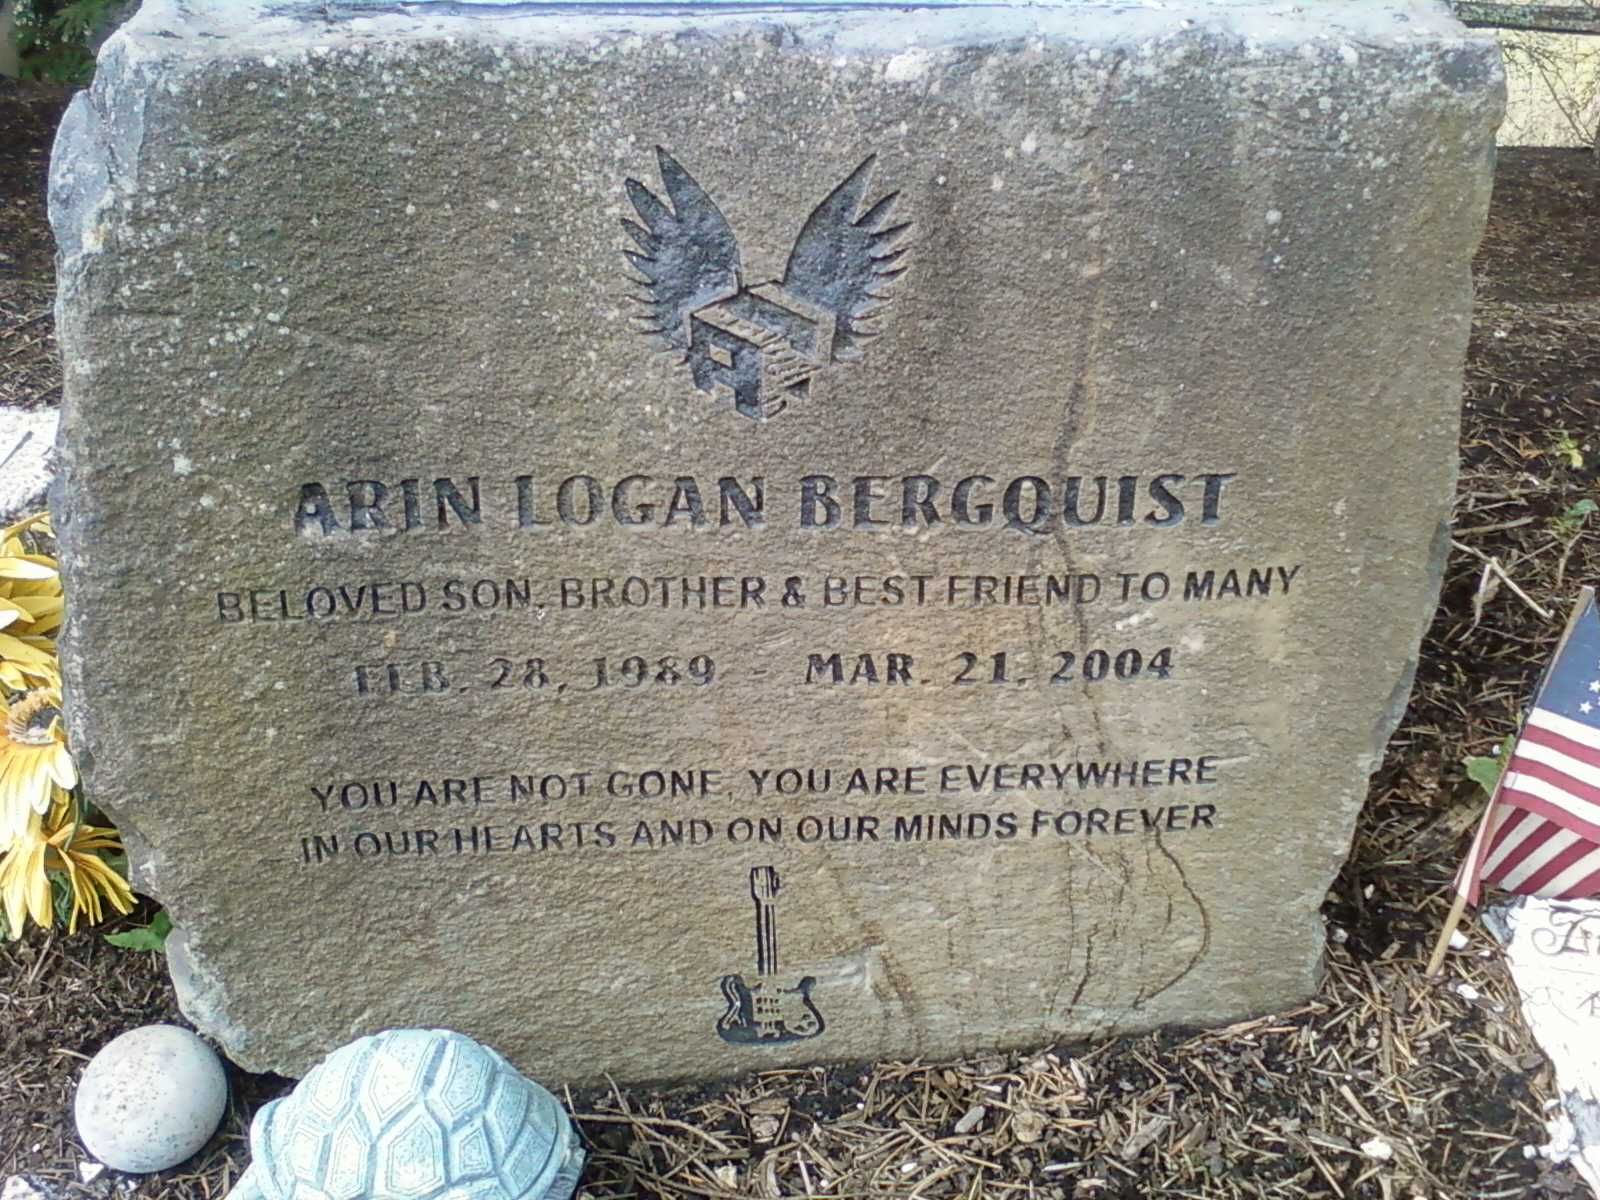 ARIN LOGAN BERGQUIST
BELOVED SON, BROTHER & BEST FRIEND TO MANY
FEB. 28, 1989 - MAR. 21, 2004
YOU ARE NOT GONE, YOU ARE EVERYWHERE
IN OUR HEARTS AND ON OUR MINDS FOREVER